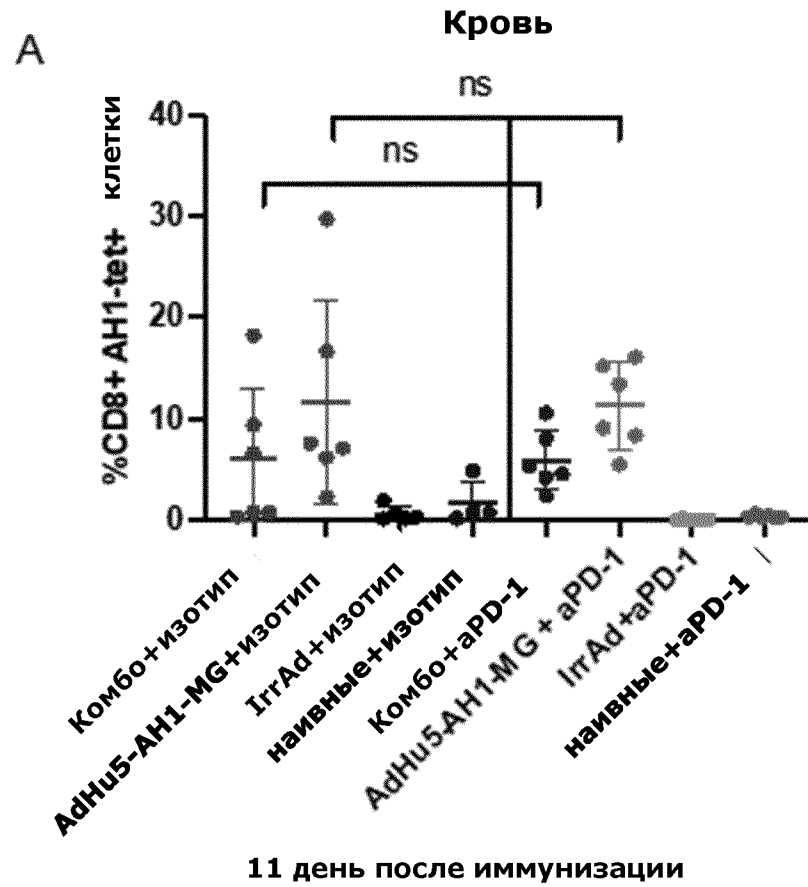 A
Кровь
ns
ns
%CD8+ AH1-tet+ клетки
40
30
20
10
0
Комбо+изотип
AdHu5-AH1-MG+изотип
IrrAd+изотип
наивные+изотип
Комбо+aPD-1
AdHu5-AH1-MG + aPD-1
IrrAd+aPD-1
наивные+aPD-1
11 день после иммунизации